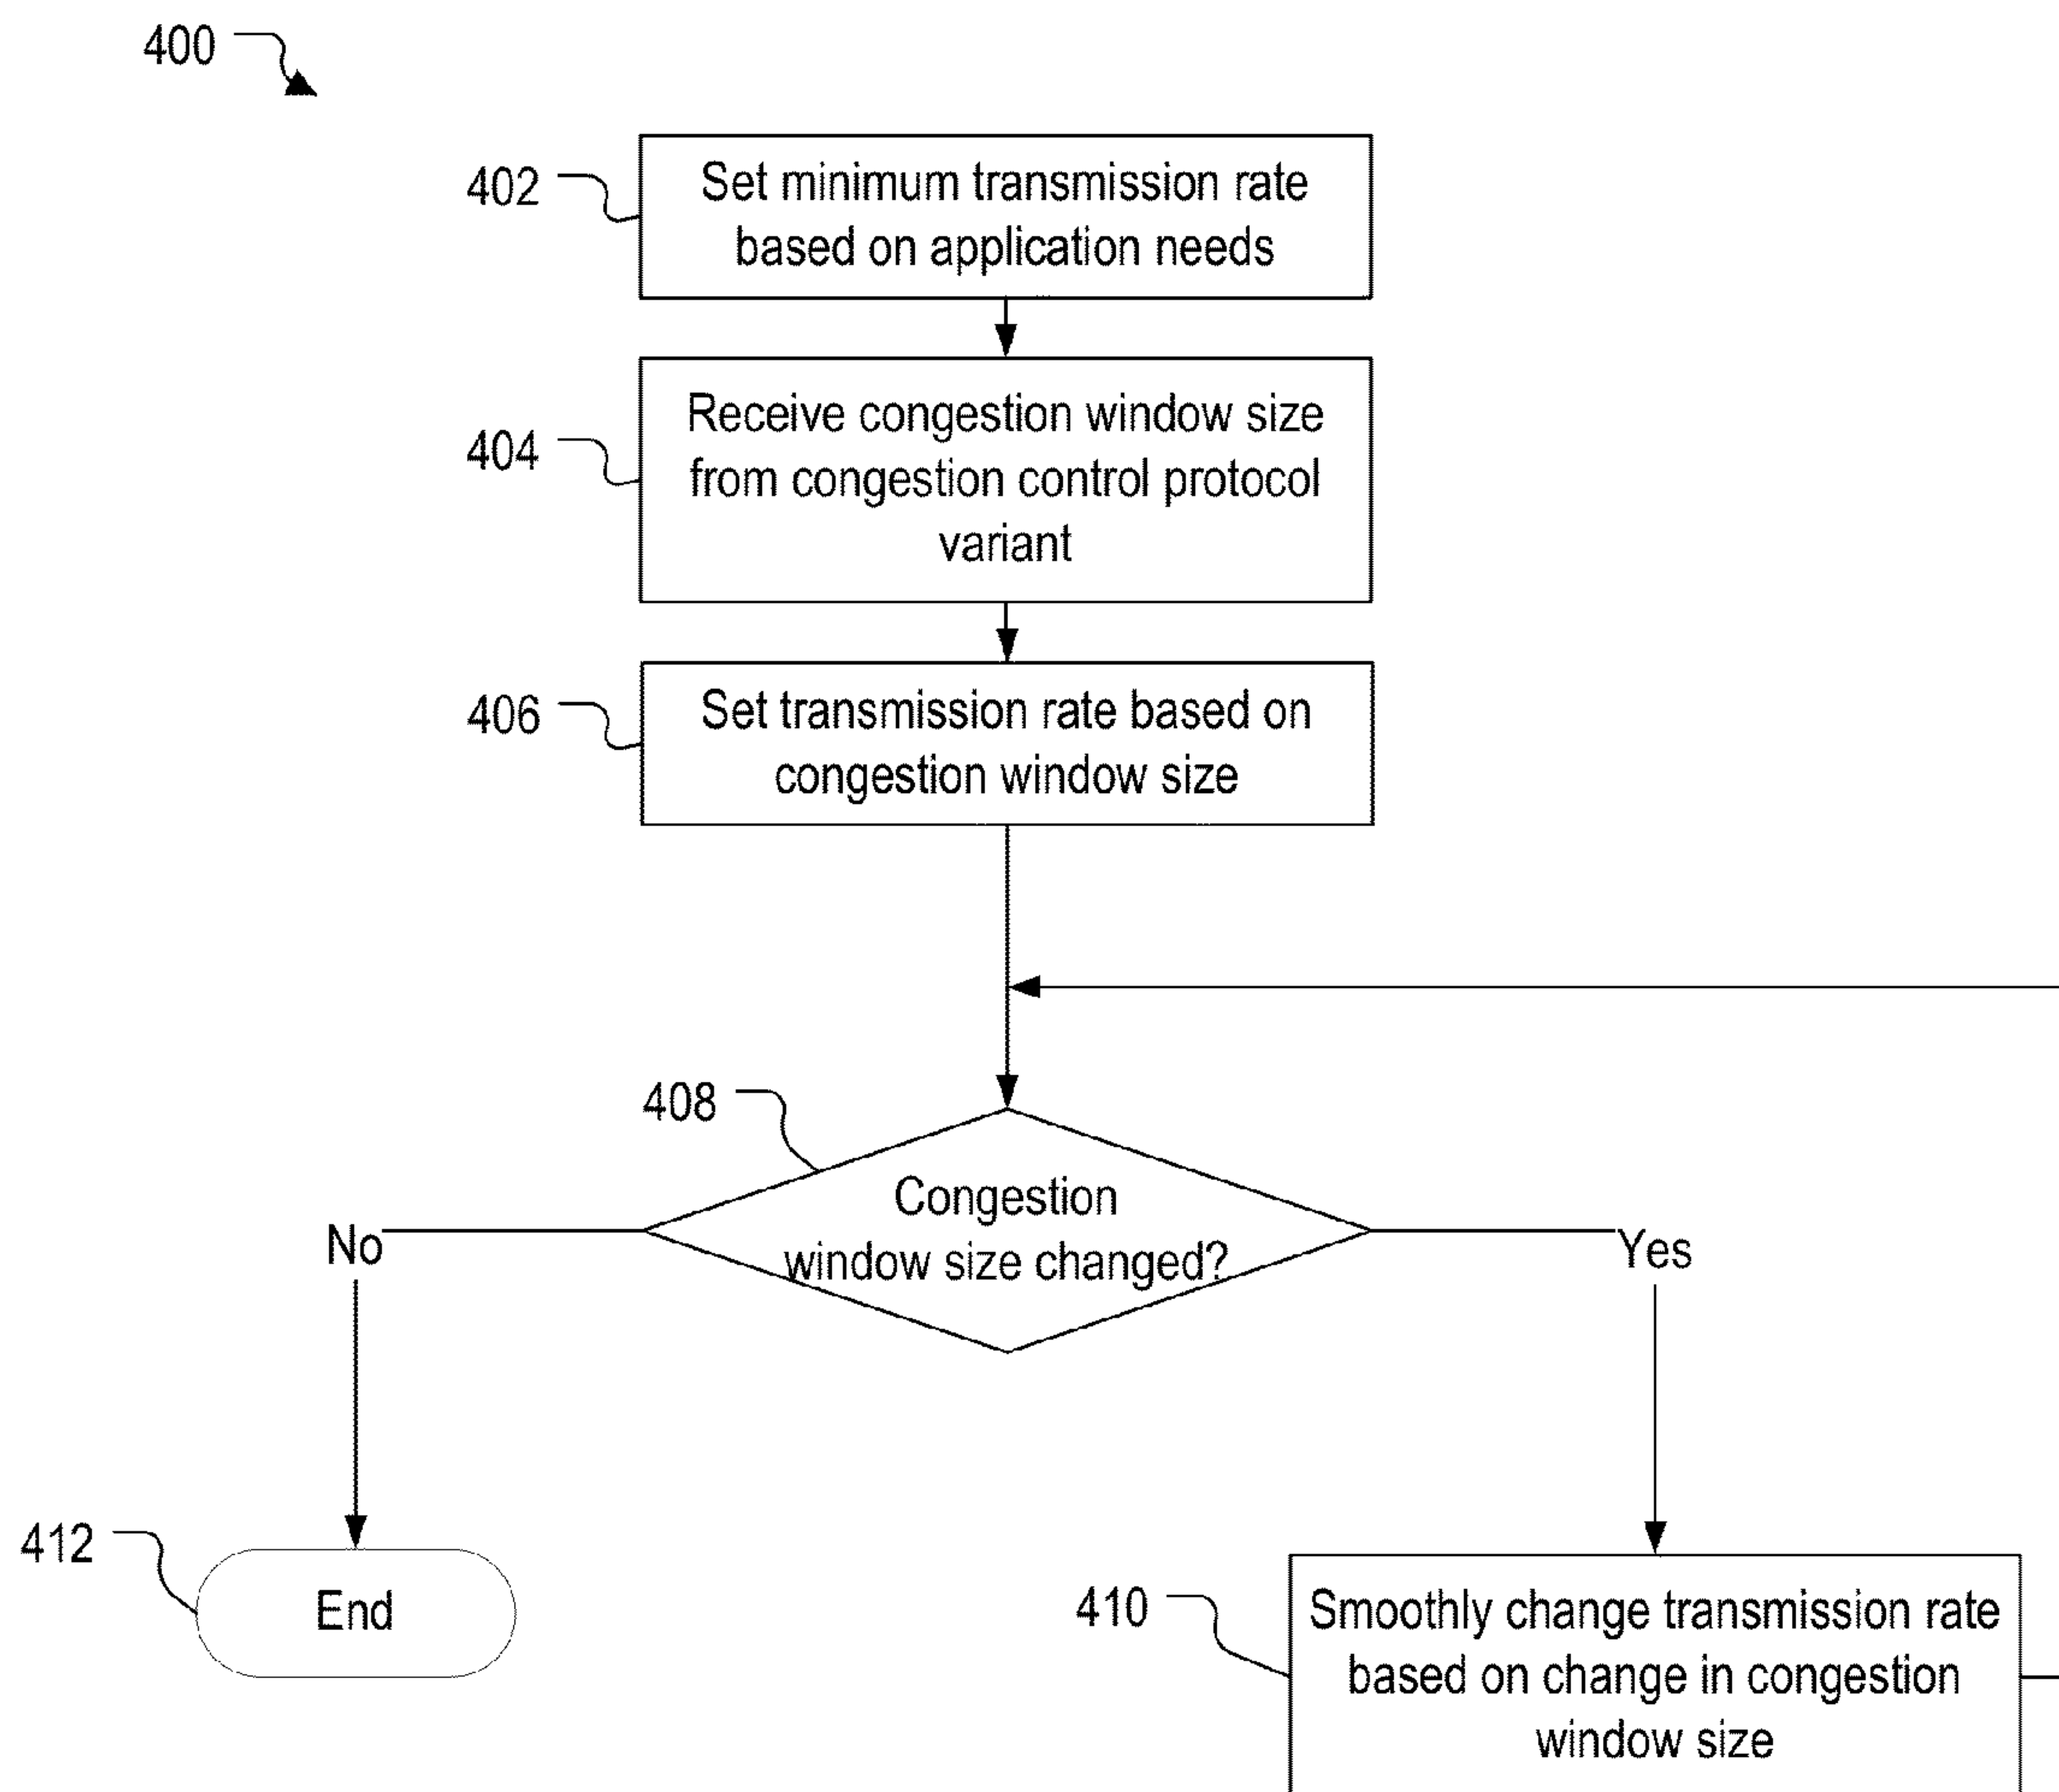 400
402
Set minimum transmission rate
based on application needs
404
Receive congestion window size
from congestion control protocol
variant
406
Set transmission rate based on
congestion window size
408
Congestion
window size changed?
No
Yes
412
End
410
Smoothly change transmission rate
based on change in congestion
window size